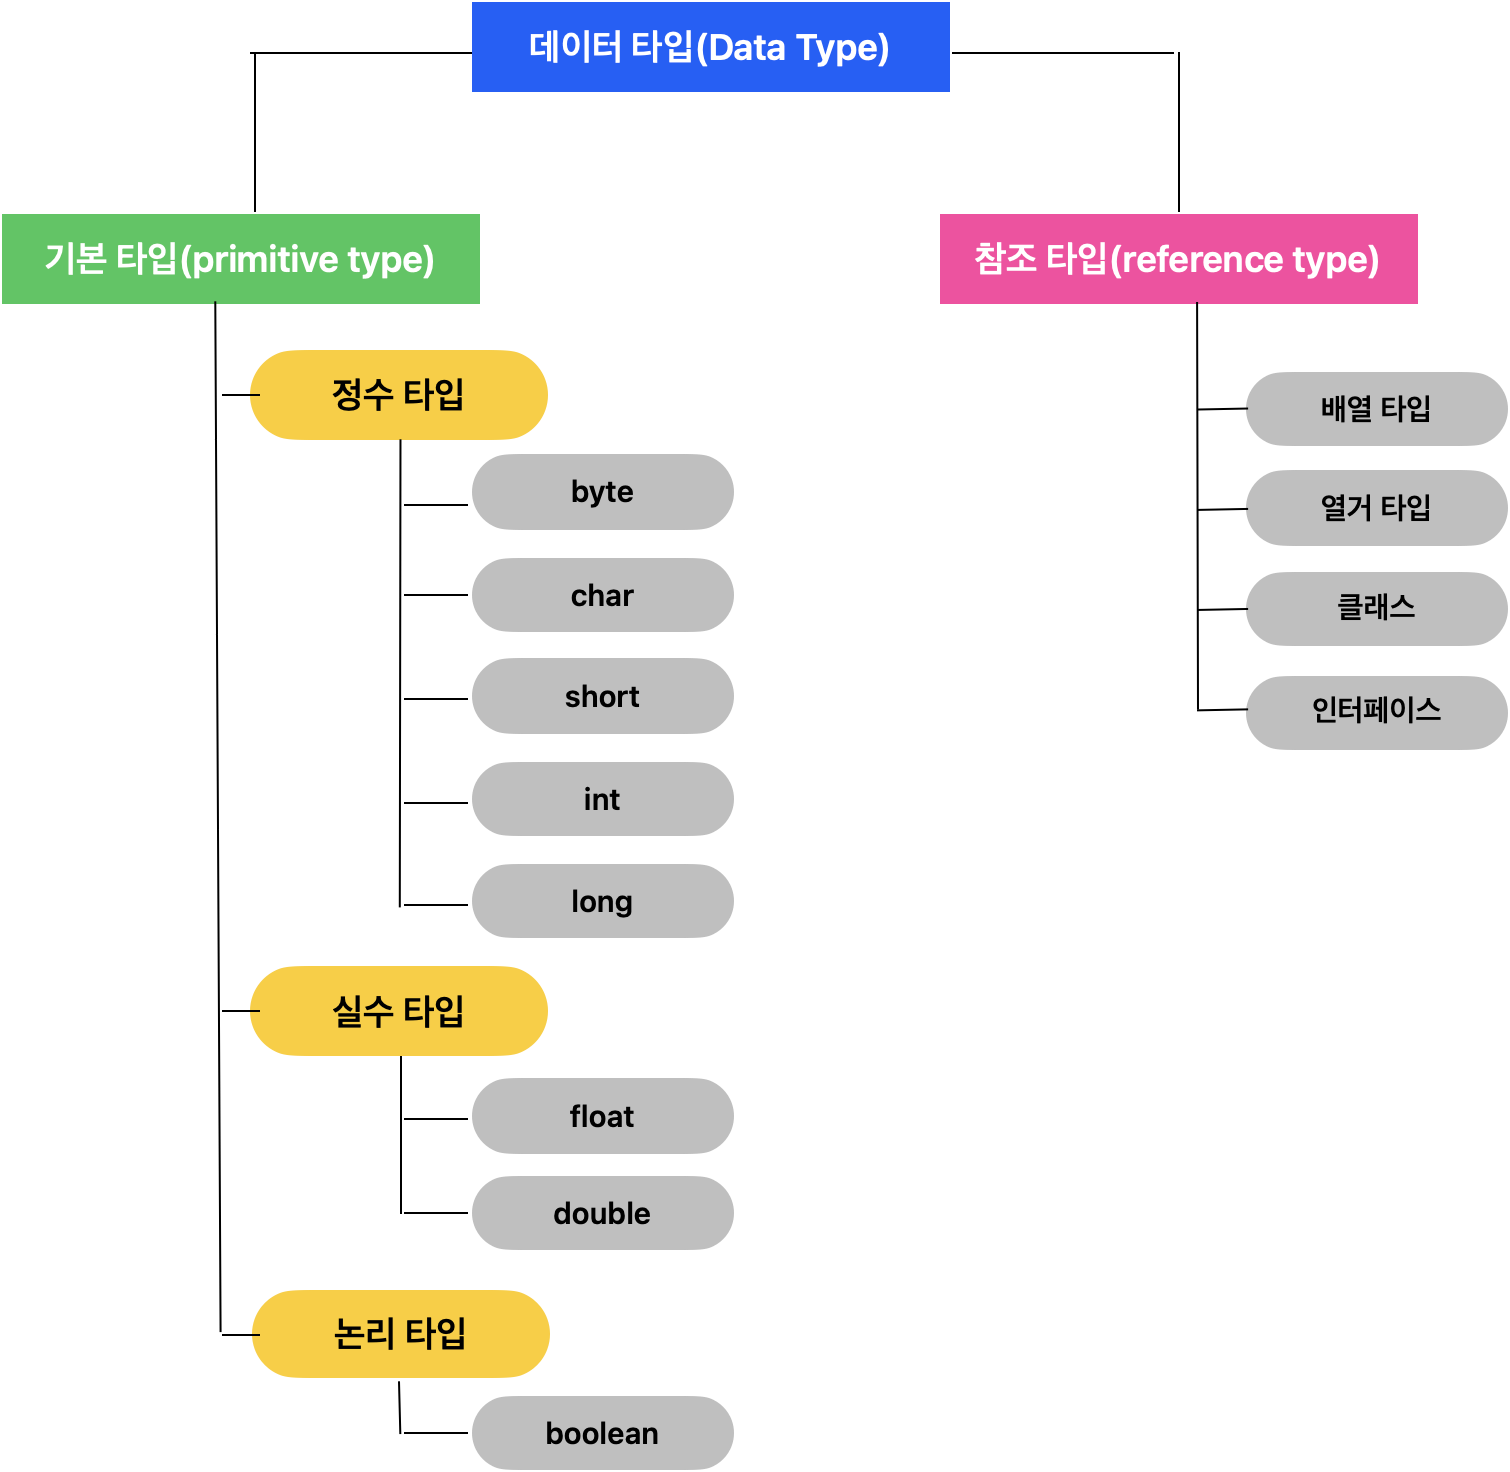 데이터 타입(Data Type)
기본 타입(primitive type)
정수 타입
byte
char
short
int
long
실수 타입
float
double
논리 타입
boolean
참조 타입(reference type)
배열 타입
열거 타입
클래스
인터페이스